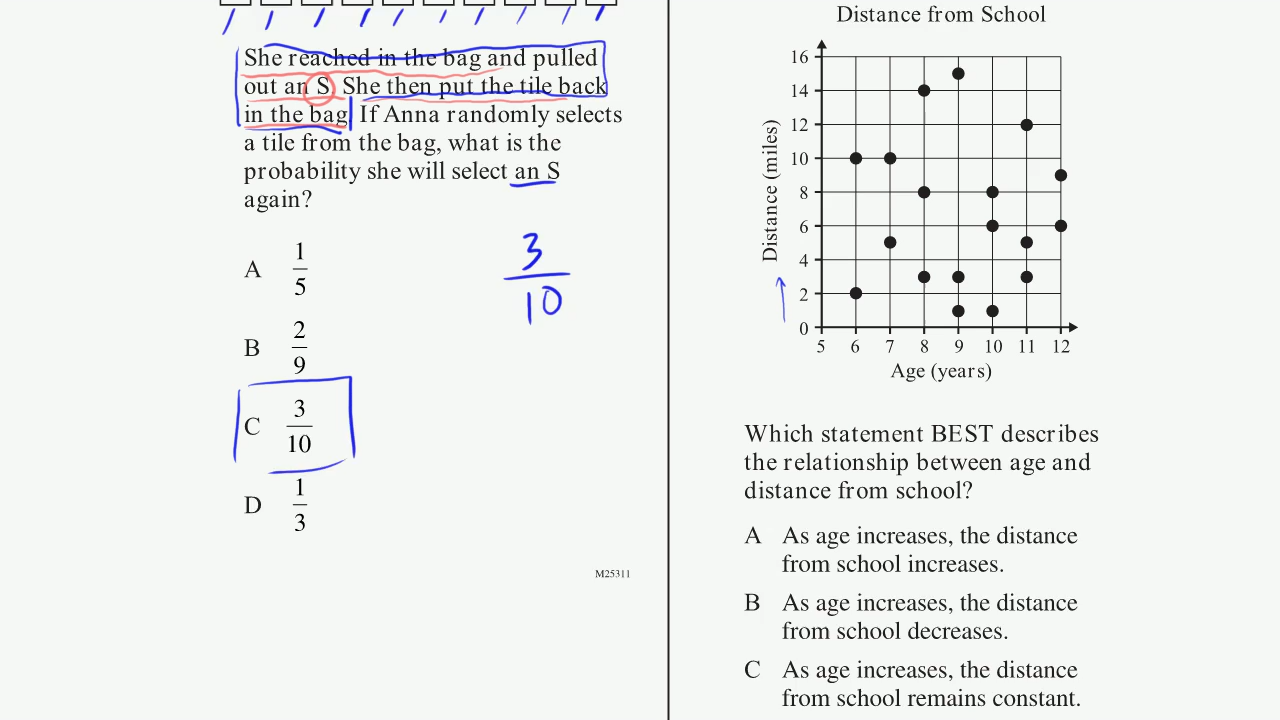 She reached in the bag and pulled
out an S. She then put the tile back
in the bag. If Anna randomly selects
a tile from the bag, what is the
probability she will select an S
again?
A 1/5
B 2/9
C 3/10
D 1/3
3/10
M25311
Distance from School
Distance (miles)
16
14
12
10
8
6
4
2
0
5 6 7 8 9 10 11 12
Age (years)
Which statement BEST describes
the relationship between age and
distance from school?
A As age increases, the distance
from school increases.
B As age increases, the distance
from school decreases.
C As age increases, the distance
from school remains constant.